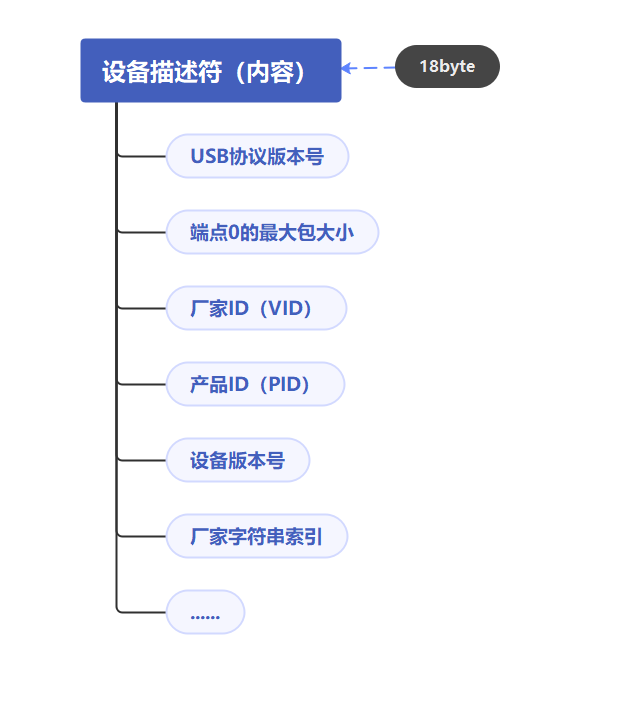 设备描述符（内容）
18byte
USB协议版本号
端点0的最大包大小
厂家ID（VID）
产品ID（PID）
设备版本号
厂家字符串索引
......